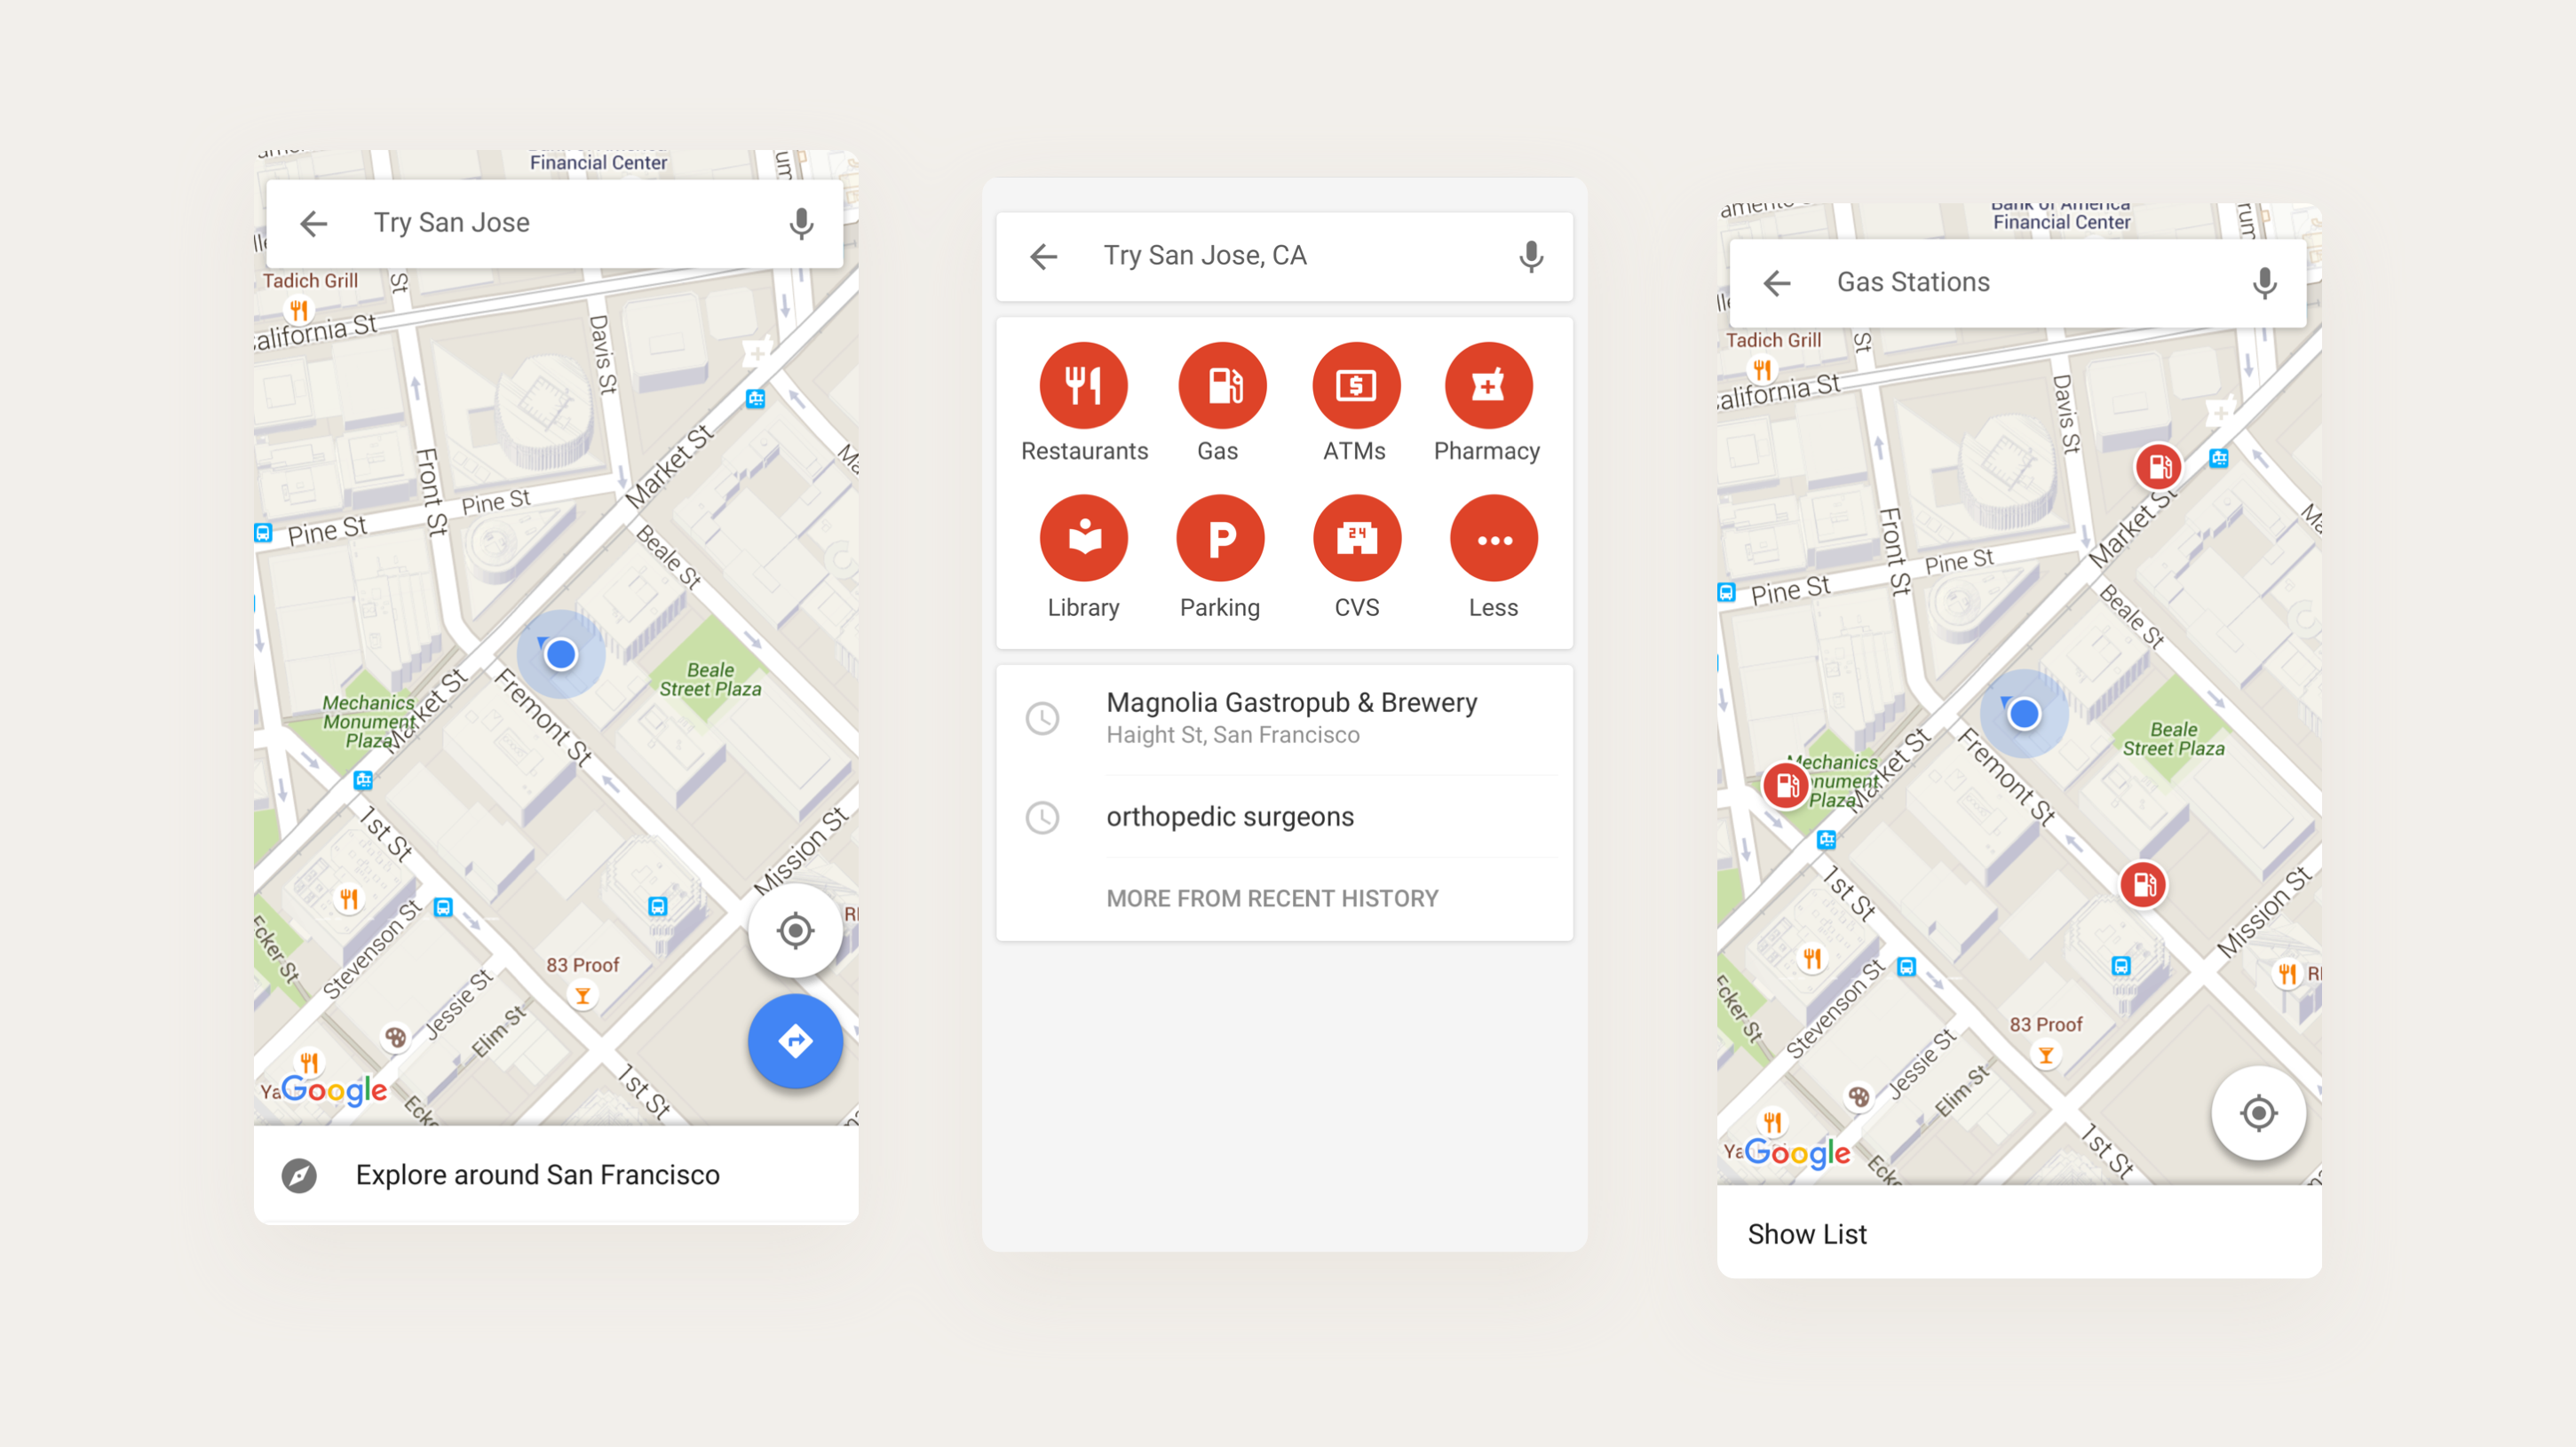 Financial Center
Try San Jose
Tadich Grill
St
alifornia St
Davis St
Market St
Front St
Pine St
Pine St
Beale St
Beale
Street Plaza
Mechanics
Monument
Plaza
Market St
Fremont St
1st St
Mission St
Ecker St
Stevenson St
83 Proof
Jessie St
Elim St
Google
1st St
Explore around San Francisco
Try San Jose, CA
Restaurants
Gas
ATMs
Pharmacy
P
24
Library
Parking
CVS
Less
Magnolia Gastropub & Brewery
Haight St, San Francisco
orthopedic surgeons
MORE FROM RECENT HISTORY
Bank of America
Financial Center
Gas Stations
Tadich Grill
St
alifornia St
Davis St
Market St
Front St
Pine St
Pine St
Beale St
Beale
Street Plaza
Mechanics
onument
Plaza
Market St
Fremont St
1st St
Mission St
Ecker St
Stevenson St
83 Proof
Jessie St
Elim St
Google
1st St
Show List